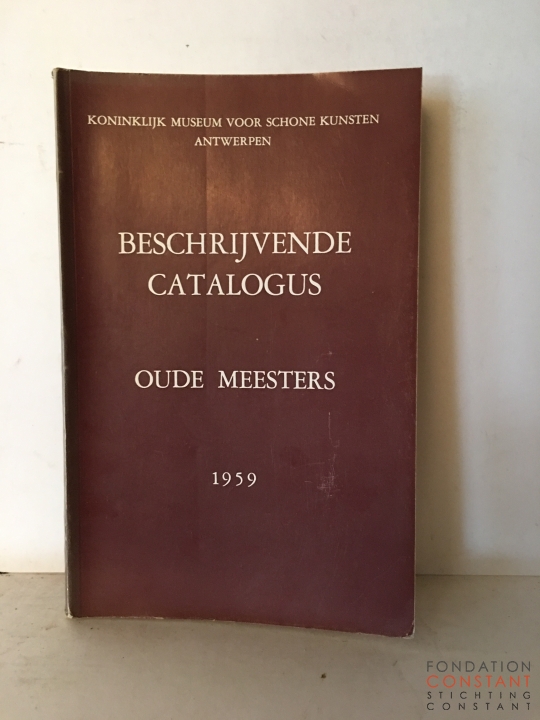 KONINKLIJK MUSEUM VOOR SCHONE KUNSTEN
ANTWERPEN
BESCHRIJVENDE
CATALOGUS
OUDE MEESTERS
1959
FONDATION
CONSTANT
STICHTING
CONSTANT